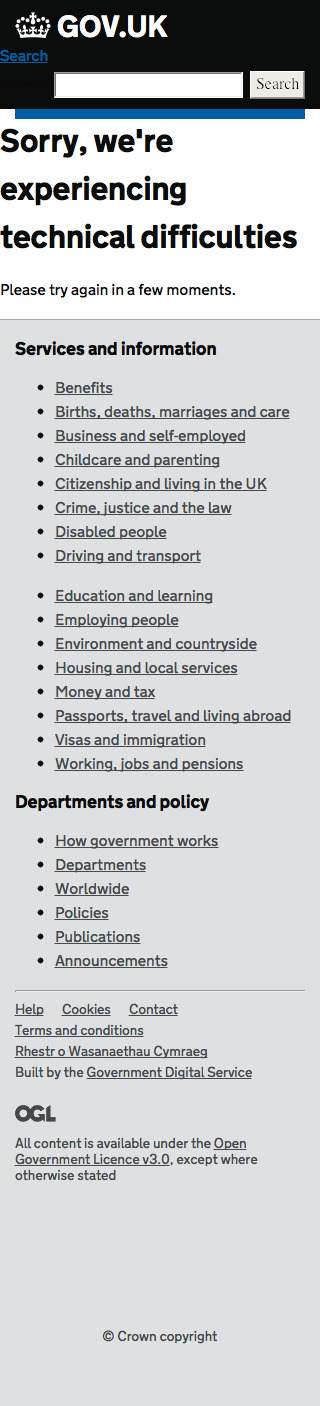 GOV.UK
Search
Search
Sorry, we're
experiencing
technical difficulties
Please try again in a few moments.
Services and information
Benefits
Births, deaths, marriages and care
Business and self-employed
Childcare and parenting
Citizenship and living in the UK
Crime, justice and the law
Disabled people
Driving and transport
Education and learning
Employing people
Environment and countryside
Housing and local services
Money and tax
Passports, travel and living abroad
Visas and immigration
Working, jobs and pensions
Departments and policy
How government works
Departments
Worldwide
Policies
Publications
Announcements
Help Cookies Contact
Terms and conditions
Rhestr o Wasanaethau Cymraeg
Built by the Government Digital Service
OGL
All content is available under the Open
Government Licence v3.0, except where
otherwise stated
© Crown copyright